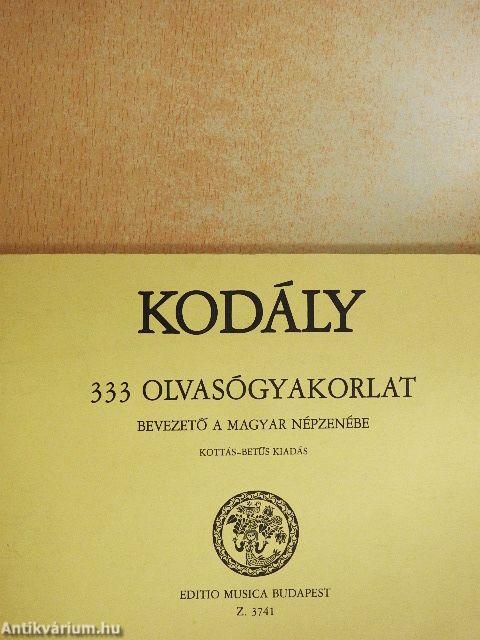 KODÁLY
333 OLVASÓGYAKORLAT
BEVEZETŐ A MAGYAR NÉPZENÉBE
KOTTÁS-BETŰS KIADÁS
EDITIO MUSICA BUDAPEST
Z. 3741
Antikvárium.hu